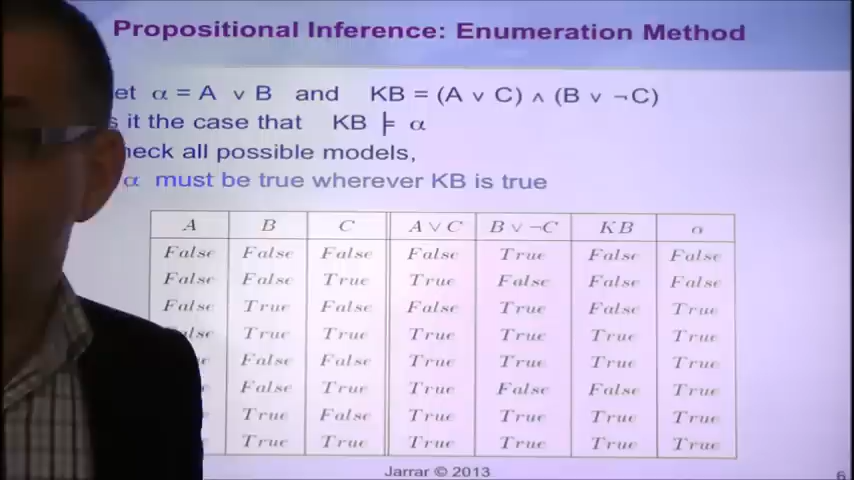 Propositional Inference: Enumeration Method
et α = A ∨ B and KB = (A ∨ C) ∧ (B ∨ ¬C)
s it the case that KB ⊨ α
heck all possible models,
α must be true wherever KB is true
A B C A ∨ C B ∨ ¬C KB α
False False False False True False False
False False True True False False False
False True False False True False True
alse True True True True True True
False False True True True True
False True True False False True
True False True True True True
True True True True True True
Jarrar © 2013
6